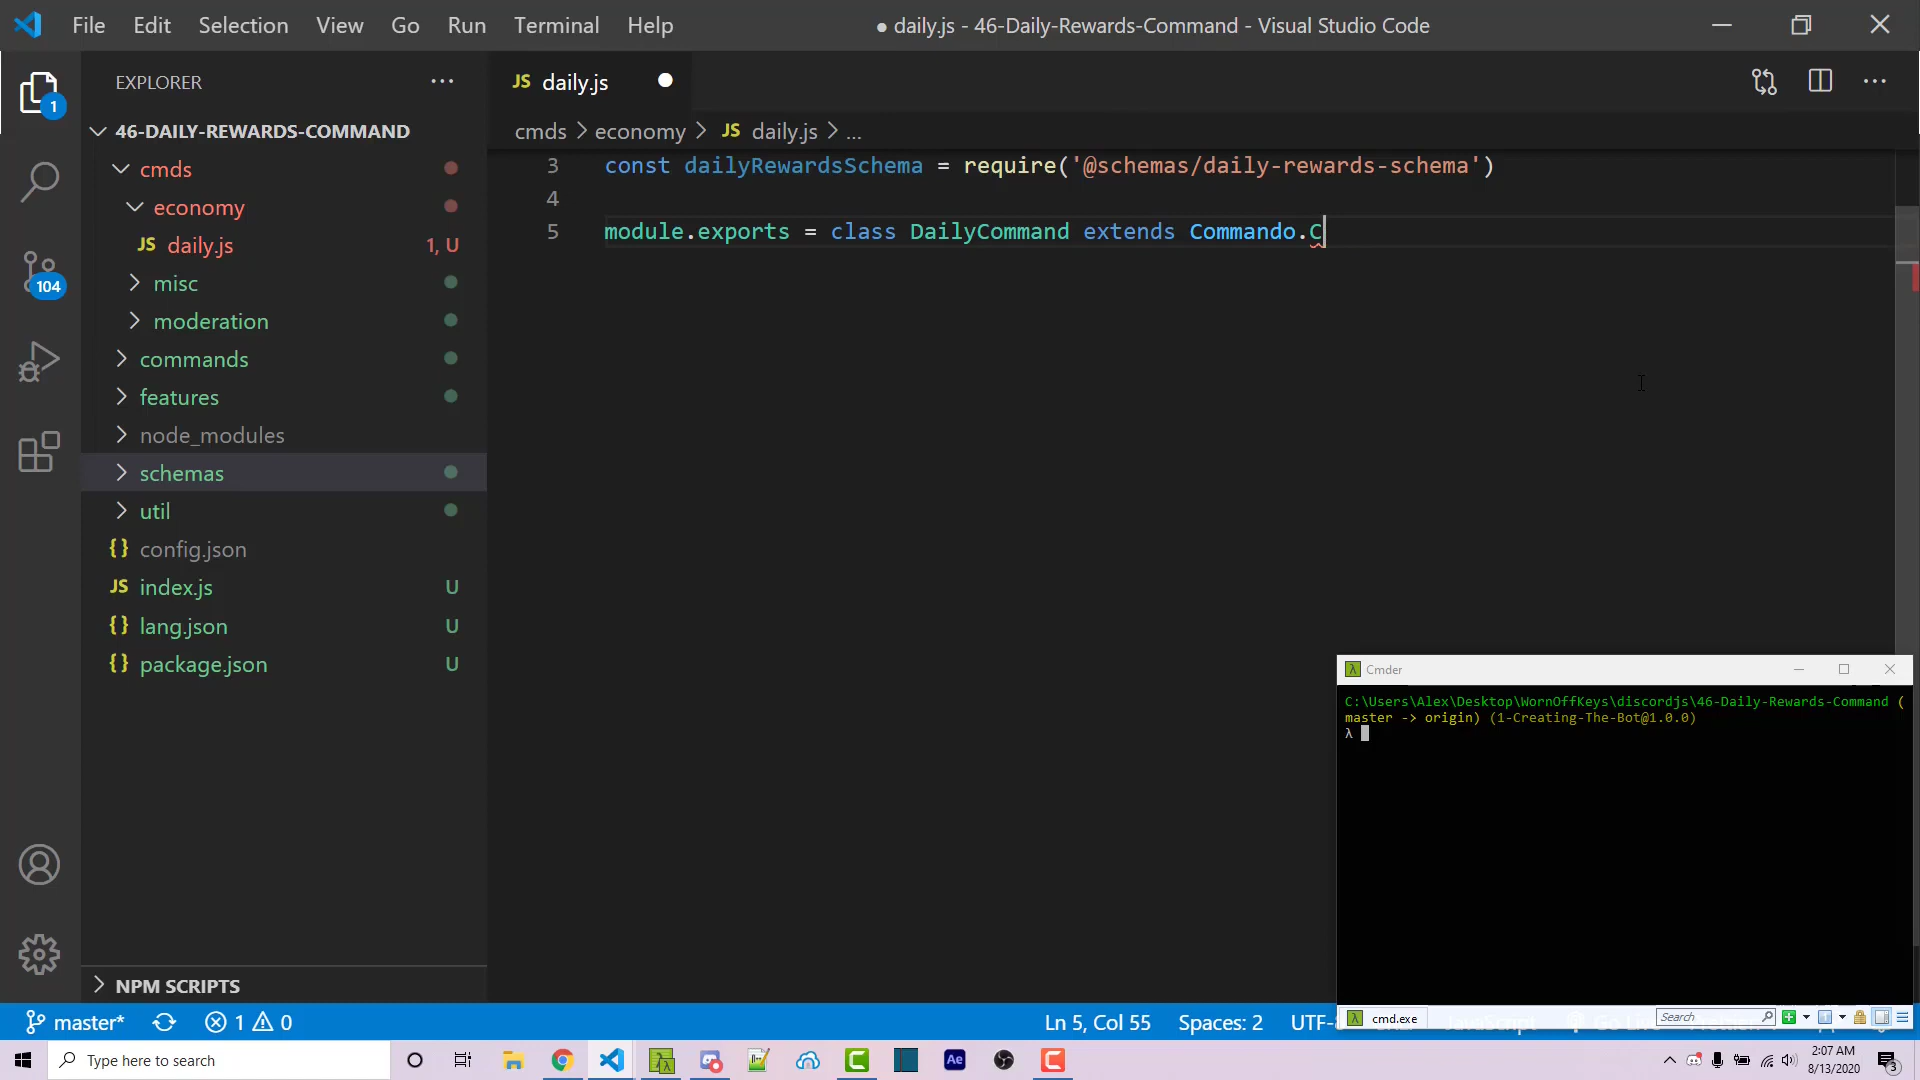 File Edit Selection View Go Run Terminal Help
● daily.js - 46-Daily-Rewards-Command - Visual Studio Code
EXPLORER
46-DAILY-REWARDS-COMMAND
cmds
economy
JS daily.js 1, U
misc
moderation
commands
features
node_modules
schemas
util
{} config.json
JS index.js U
{} lang.json U
{} package.json U
NPM SCRIPTS
1
104
JS daily.js
cmds > economy > JS daily.js > ...
3 const dailyRewardsSchema = require('@schemas/daily-rewards-schema')
4
5 module.exports = class DailyCommand extends Commando.C
Cmder
C:\Users\Alex\Desktop\WornOffKeys\discordjs\46-Daily-Rewards-Command (
master -> origin) (1-Creating-The-Bot@1.0.0)
λ
cmd.exe
Search
master* 1 0
Ln 5, Col 55 Spaces: 2
Type here to search
Ae
2:07 AM
8/13/2020
3